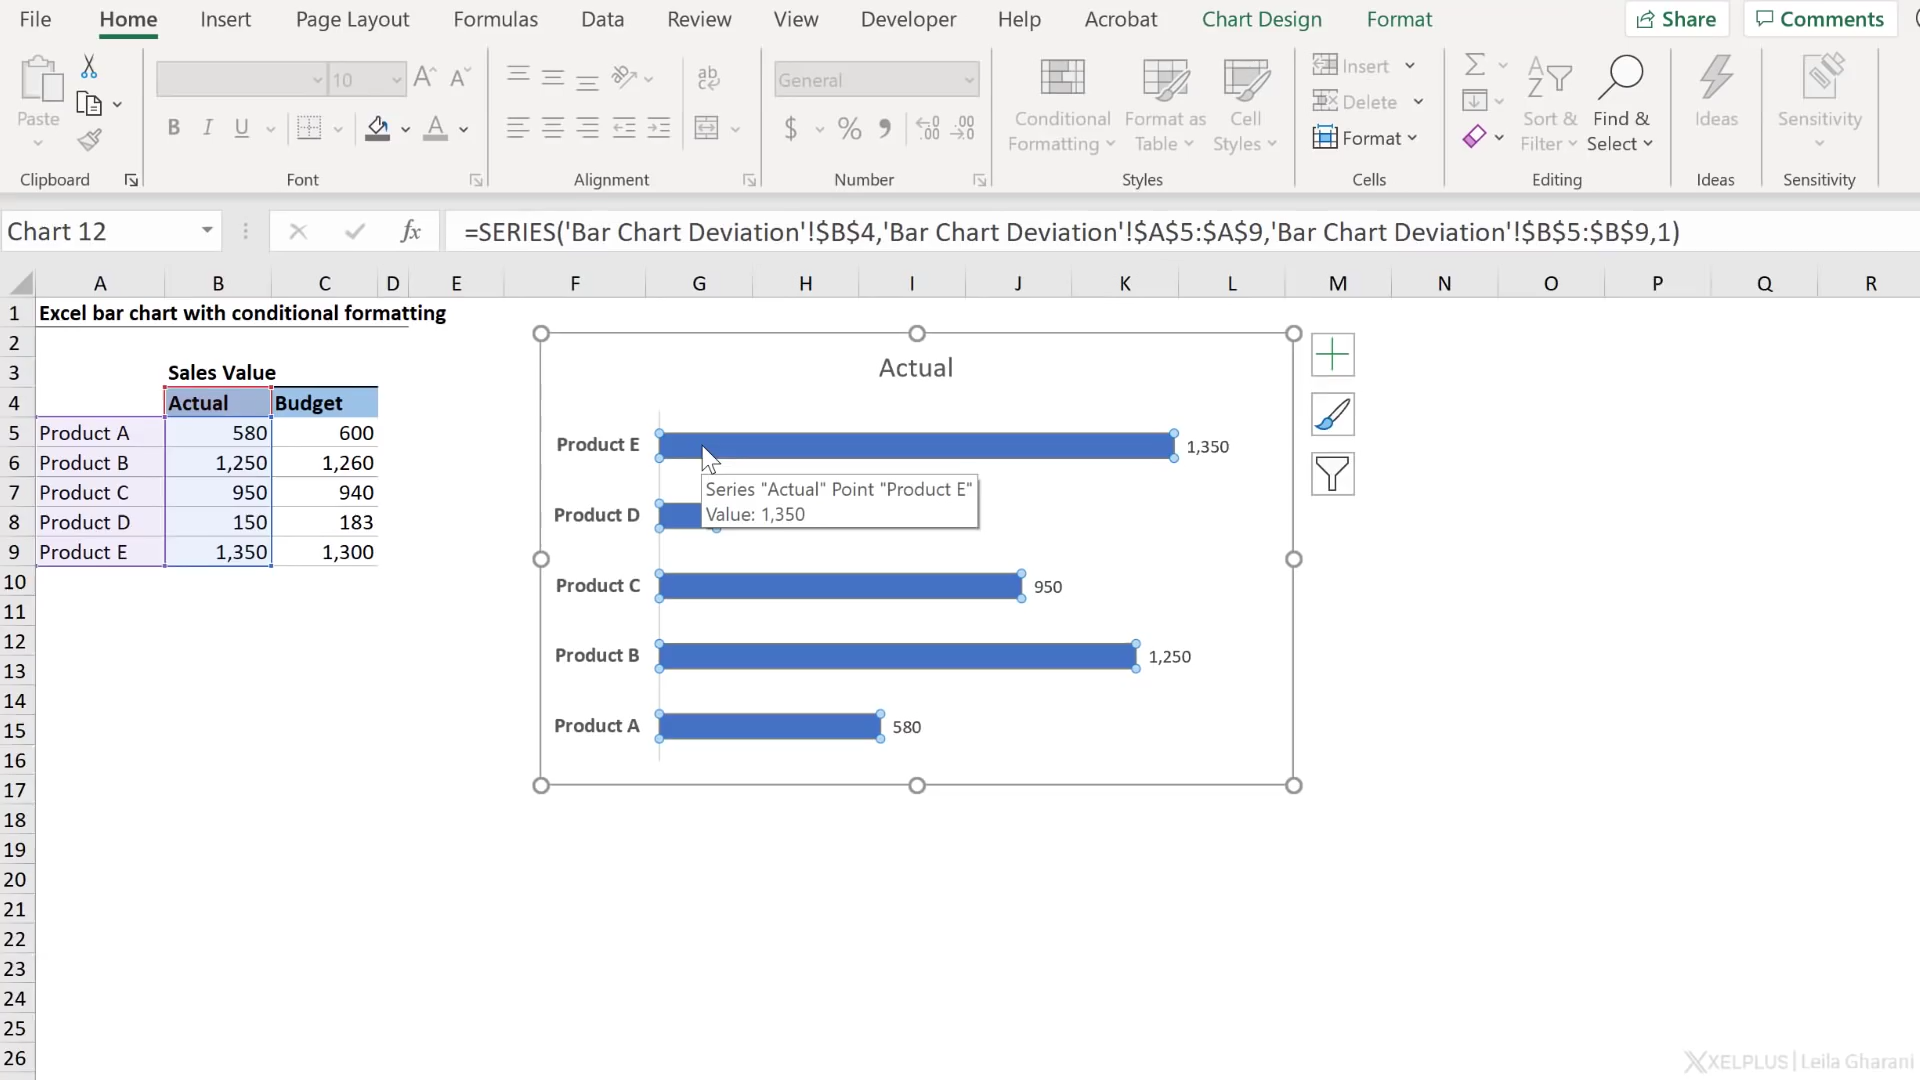 File Home Insert Page Layout Formulas Data Review View Developer Help Acrobat Chart Design Format Share Comments
Paste 10 General Conditional Formatting Format as Table Cell Styles Insert Delete Format Sort & Filter Find & Select Ideas Sensitivity
Clipboard Font Alignment Number Styles Cells Editing Ideas Sensitivity
Chart 12 fx =SERIES('Bar Chart Deviation'!$B$4,'Bar Chart Deviation'!$A$5:$A$9,'Bar Chart Deviation'!$B$5:$B$9,1)
A B C D E F G H I J K L M N O P Q R
1 Excel bar chart with conditional formatting
2
3 Sales Value
4 Actual Budget
5 Product A 580 600
6 Product B 1,250 1,260
7 Product C 950 940
8 Product D 150 183
9 Product E 1,350 1,300
10
11
12
13
14
15
16
17
18
19
20
21
22
23
24
25
26
Actual
Product E 1,350
Series "Actual" Point "Product E"
Value: 1,350
Product D
Product C 950
Product B 1,250
Product A 580
XELPLUS | Leila Gharani